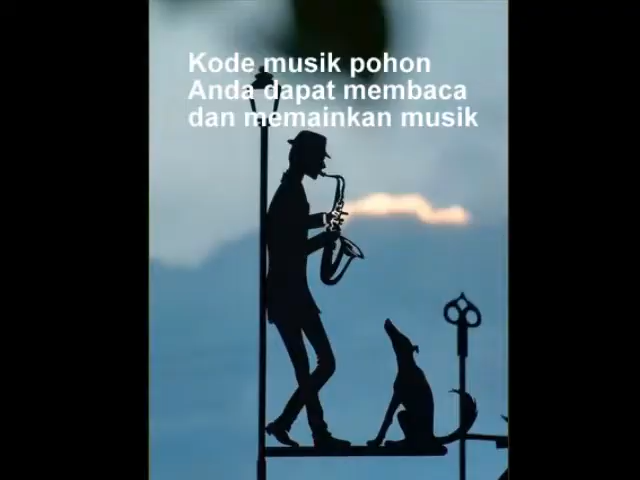 Kode musik pohon
Anda dapat membaca
dan memainkan musik